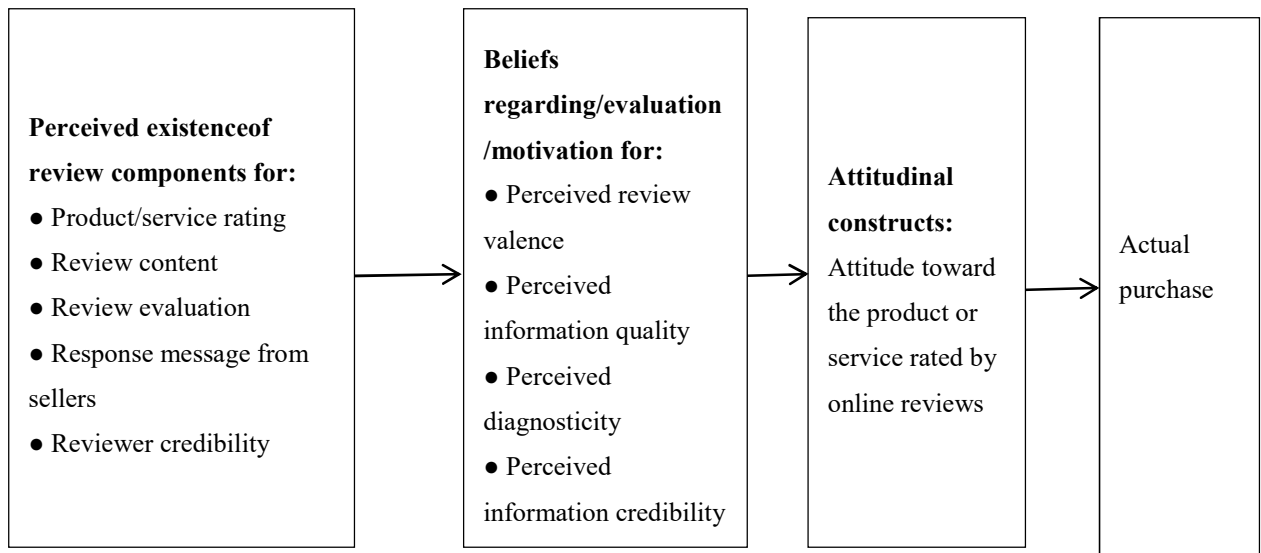 Perceived existenceof
review components for:
● Product/service rating
● Review content
● Review evaluation
● Response message from
sellers
● Reviewer credibility
Beliefs
regarding/evaluation
/motivation for:
● Perceived review
valence
● Perceived
information quality
● Perceived
diagnosticity
● Perceived
information credibility
Attitudinal
constructs:
Attitude toward
the product or
service rated by
online reviews
Actual
purchase